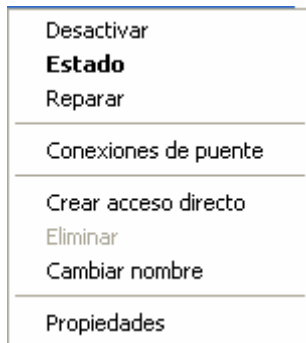 Desactivar
Estado
Reparar
Conexiones de puente
Crear acceso directo
Eliminar
Cambiar nombre
Propiedades